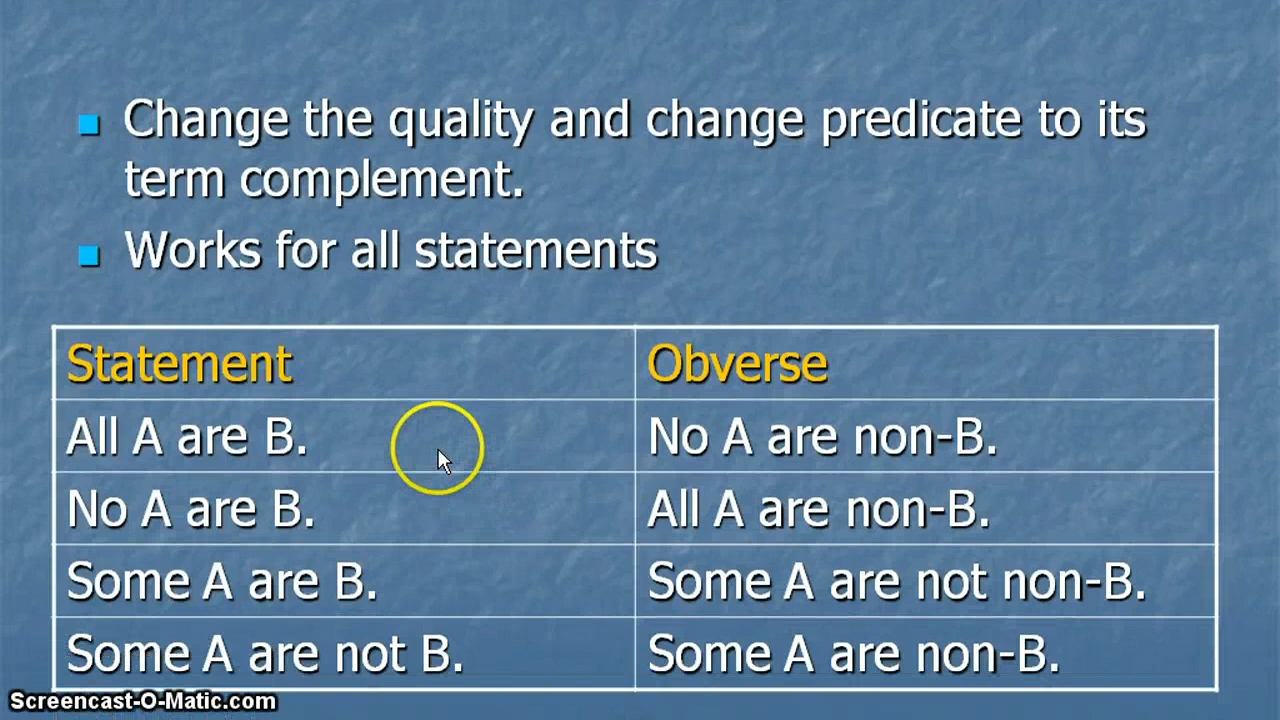 Change the quality and change predicate to its
term complement.
Works for all statements
Statement Obverse
All A are B. No A are non-B.
No A are B. All A are non-B.
Some A are B. Some A are not non-B.
Some A are not B. Some A are non-B.
Screencast-O-Matic.com